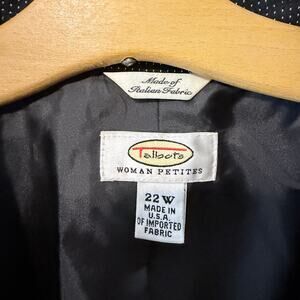 Made of
Italian Fabric
Talbots
WOMAN PETITES
22W
MADE IN
U.S.A.
OF IMPORTED
FABRIC